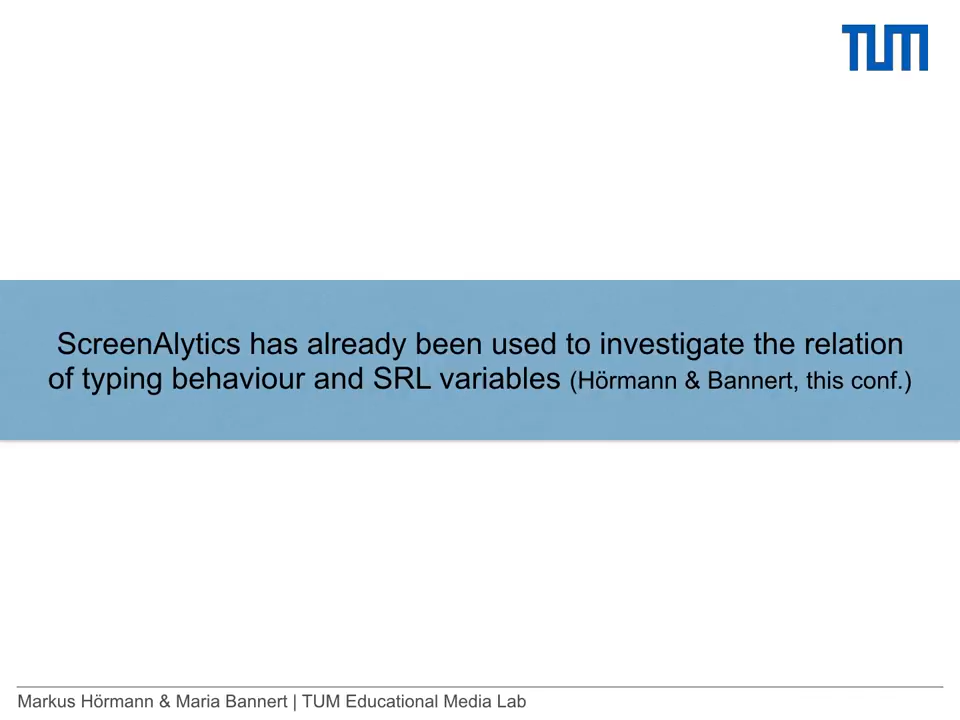 TUM
ScreenAlytics has already been used to investigate the relation
of typing behaviour and SRL variables (Hörmann & Bannert, this conf.)
Markus Hörmann & Maria Bannert | TUM Educational Media Lab